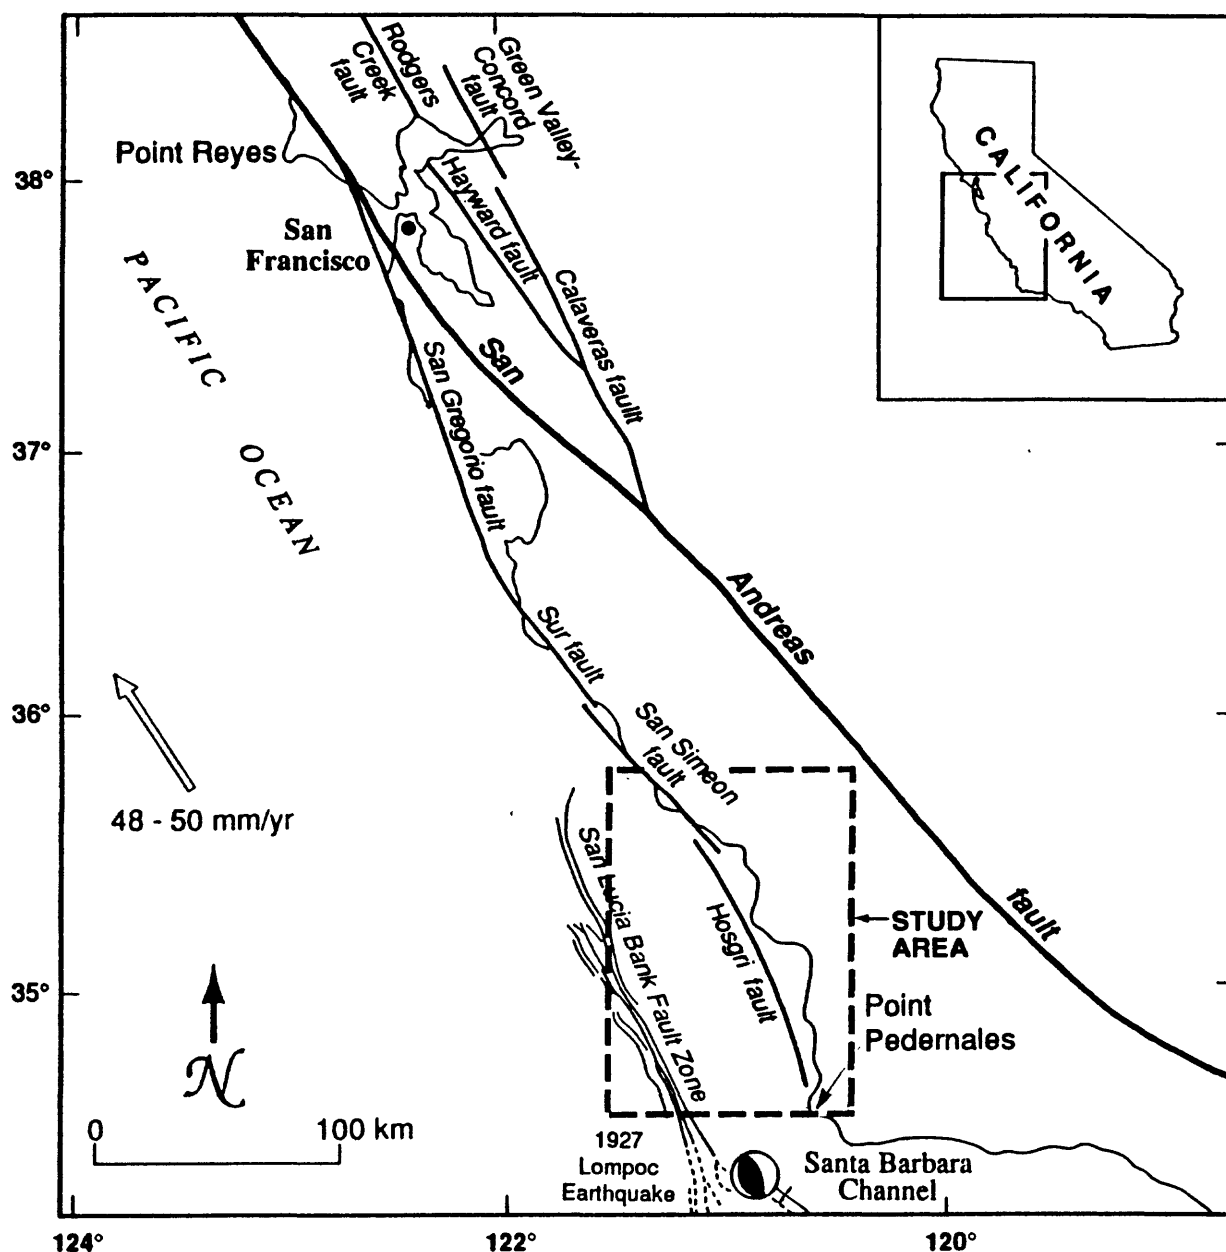 Rodgers
Creek
fault
Green Valley-
Concord
fault
Point Reyes
38°
San
Francisco
Hayward fault
Calaveras faullt
CALIFORNIA
PACIFIC
OCEAN
San
Andreas
fault
San Gregorio fault
37°
Sur fault
36°
San Simeon
fault
48 - 50 mm/yr
San Lucia Bank Fault Zone
Hosgri fault
STUDY
AREA
35°
Point
Pedernales
N
0
100 km
1927
Lompoc
Earthquake
Santa Barbara
Channel
124°
122°
120°